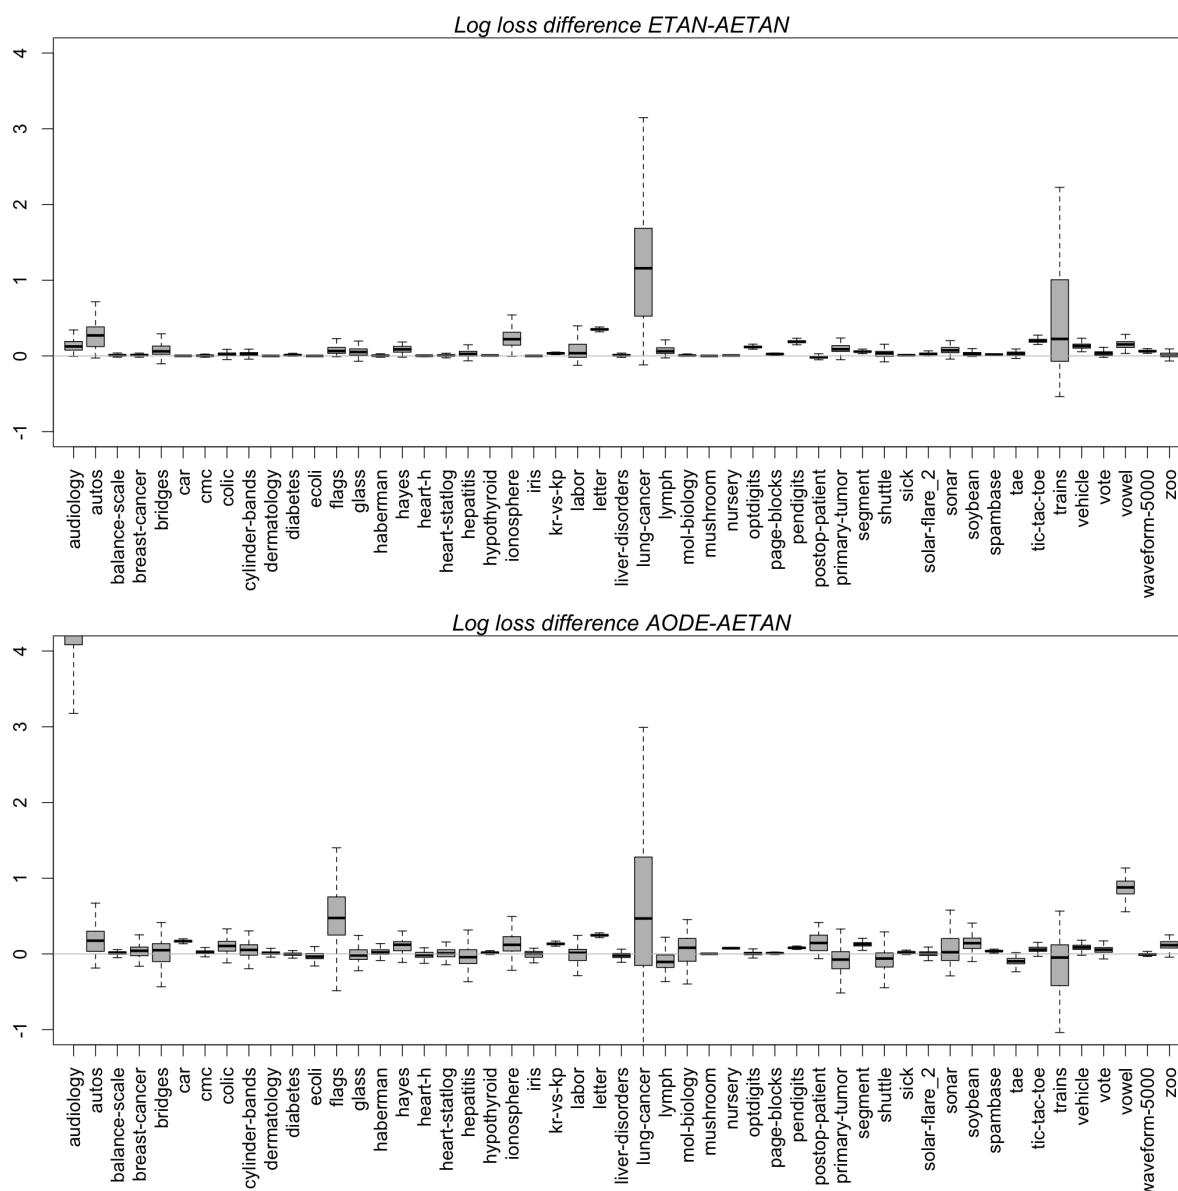 Log loss difference ETAN-AETAN
4
3
2
1
0
-1
audiology
autos
balance-scale
breast-cancer
bridges
car
cmc
colic
cylinder-bands
dermatology
diabetes
ecoli
flags
glass
haberman
hayes
heart-h
heart-statlog
hepatitis
hypothyroid
ionosphere
iris
kr-vs-kp
labor
letter
liver-disorders
lung-cancer
lymph
mol-biology
mushroom
nursery
optdigits
page-blocks
pendigits
postop-patient
primary-tumor
segment
shuttle
sick
solar-flare_2
sonar
soybean
spambase
tae
tic-tac-toe
trains
vehicle
vote
vowel
waveform-5000
zoo
Log loss difference AODE-AETAN
4
3
2
1
0
-1
audiology
autos
balance-scale
breast-cancer
bridges
car
cmc
colic
cylinder-bands
dermatology
diabetes
ecoli
flags
glass
haberman
hayes
heart-h
heart-statlog
hepatitis
hypothyroid
ionosphere
iris
kr-vs-kp
labor
letter
liver-disorders
lung-cancer
lymph
mol-biology
mushroom
nursery
optdigits
page-blocks
pendigits
postop-patient
primary-tumor
segment
shuttle
sick
solar-flare_2
sonar
soybean
spambase
tae
tic-tac-toe
trains
vehicle
vote
vowel
waveform-5000
zoo